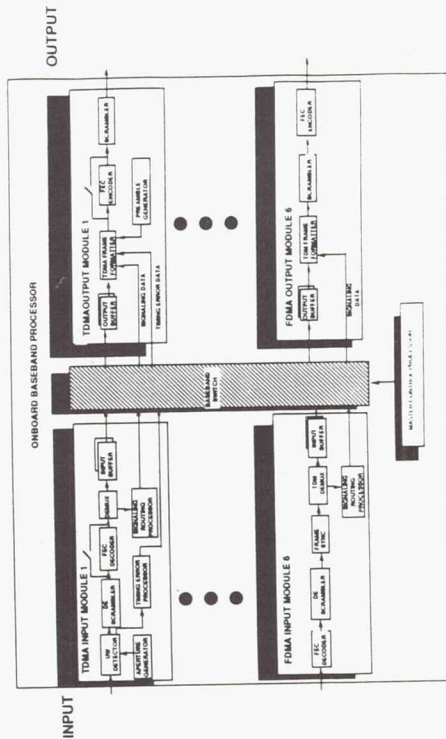 ONBOARD BASEBAND PROCESSOR
INPUT
OUTPUT
TDMA INPUT MODULE 1
UW
DETECTOR
DE
SCRAMBLER
FEC
DECODER
DEMUX
INPUT
BUFFER
APERTURE
GENERATOR
TIMING ERROR
PROCESSOR
SIGNALING
ROUTING
PROCESSOR
FDMA INPUT MODULE 6
FEC
DECODER
DE
SCRAMBLER
FRAME
SYNC
TDM
DEMUX
INPUT
BUFFER
SIGNALING
ROUTING
PROCESSOR
BASEBAND
SWITCH
TDMA OUTPUT MODULE 1
OUTPUT
BUFFER
TDMA FRAME
FORMATTER
FEC
ENCODER
SCRAMBLER
PREAMBLE
GENERATOR
SIGNALING DATA
TIMING ERROR DATA
FDMA OUTPUT MODULE 6
OUTPUT
BUFFER
TDM FRAME
FORMATTER
SCRAMBLER
FEC
ENCODER
SIGNALING
DATA